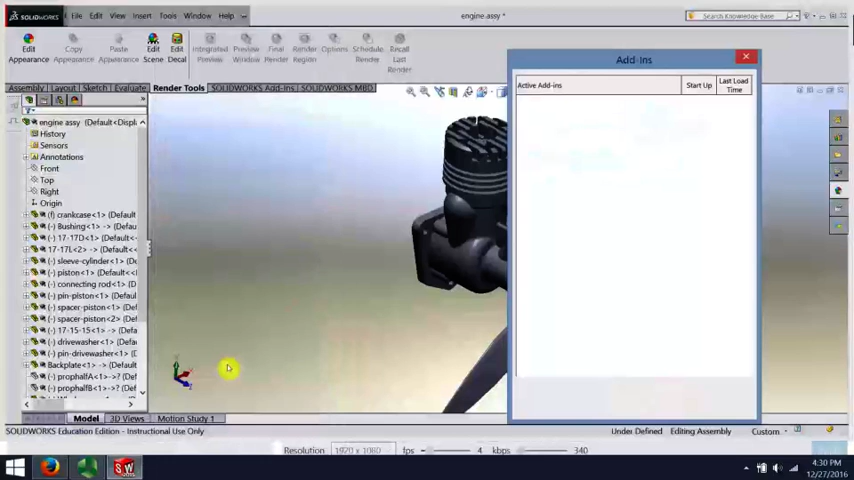 SOLIDWORKS
File Edit View Insert Tools Window Help
engine.assy *
Search Knowledge Base
Edit Appearance
Copy Appearance
Paste Appearance
Edit Scene
Edit Decal
Integrated Preview
Preview Window
Final Render
Render Region
Options
Schedule Render
Recall Last Render
Assembly Layout Sketch Evaluate Render Tools SOLIDWORKS Add-Ins SOLIDWORKS MBD
Add-Ins
Active Add-ins
Start Up
Last Load Time
engine assy (Default<Displ
History
Sensors
Annotations
Front
Top
Right
Origin
(f) crankcase<1> (Default
(-) Bushing<1> -> (Defaul
(-) 17-17D<1> (Default<<
17-17L<2> -> (Default<<
(-) sleeve-cylinder<1> (De
(-) piston<1> (Default<<
(-) connecting rod<1> (De
(-) pin-piston<1> (Default
(-) spacer-piston<1> (Def
(-) spacer-piston<2> (Def
(-) 17-15-15<1> (Default
(-) drivewasher<1> (Defa
(-) pin-drivewasher<1> (D
Backplate<1> -> (Default
(-) prophalfA<1>->? (Def
(-) prophalfB<1>->? (Def
Model 3D Views Motion Study 1
SOLIDWORKS Education Edition - Instructional Use Only
Under Defined
Editing Assembly
Custom
Resolution 1970 x 1080 fps 4 kbps 340
4:30 PM
12/27/2016